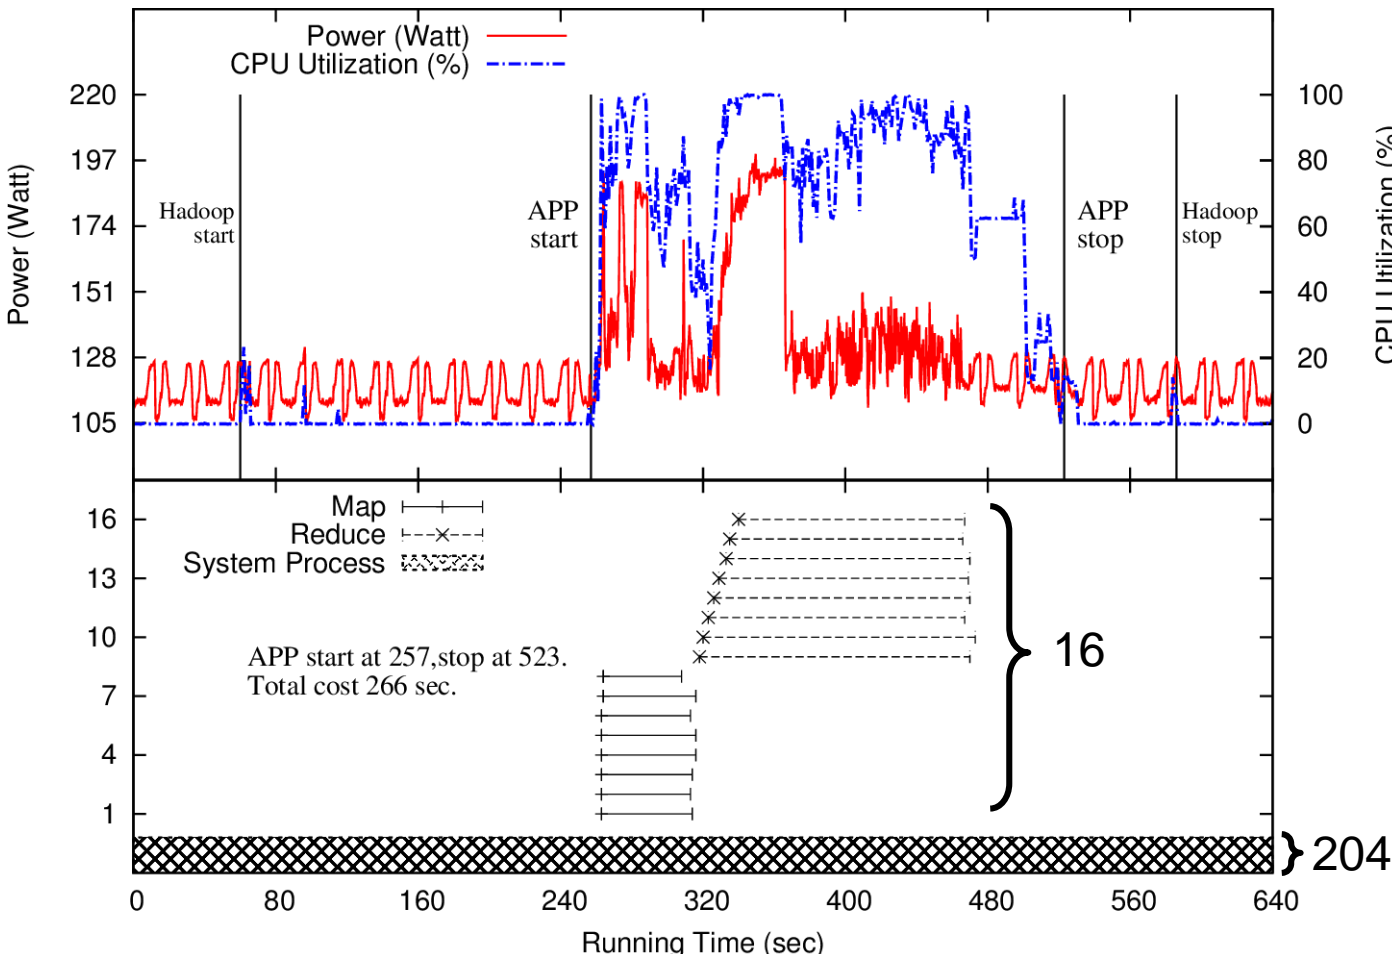 Power (Watt)
CPU Utilization (%)
220
197
174
151
128
105
Power (Watt)
100
80
60
40
20
0
CPU Utilization (%)
Hadoop
start
APP
start
APP
stop
Hadoop
stop
Map
Reduce
System Process
16
13
10
7
4
1
APP start at 257,stop at 523.
Total cost 266 sec.
16
204
0 80 160 240 320 400 480 560 640
Running Time (sec)